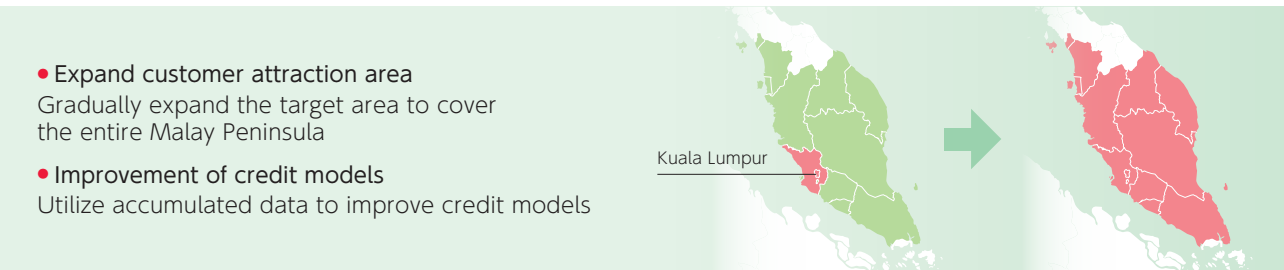 • Expand customer attraction area
Gradually expand the target area to cover
the entire Malay Peninsula
• Improvement of credit models
Utilize accumulated data to improve credit models
Kuala Lumpur